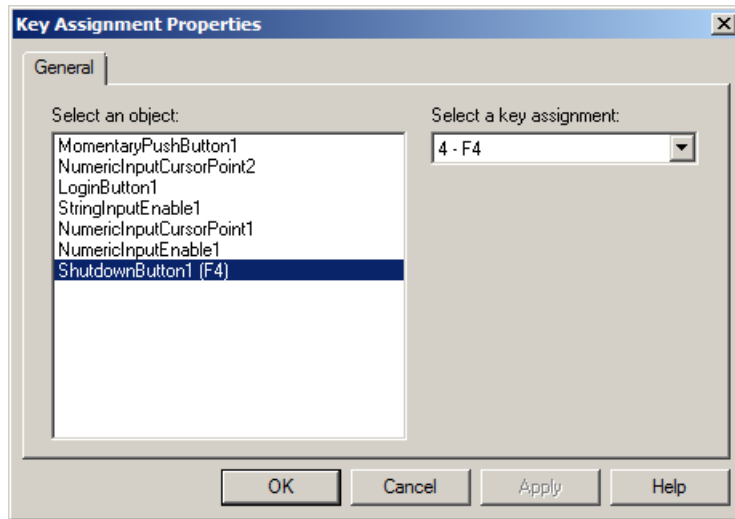 Key Assignment Properties
General
Select an object:
MomentaryPushButton1
NumericInputCursorPoint2
LoginButton1
StringInputEnable1
NumericInputCursorPoint1
NumericInputEnable1
ShutdownButton1 (F4)
Select a key assignment:
4 - F4
OK Cancel Apply Help